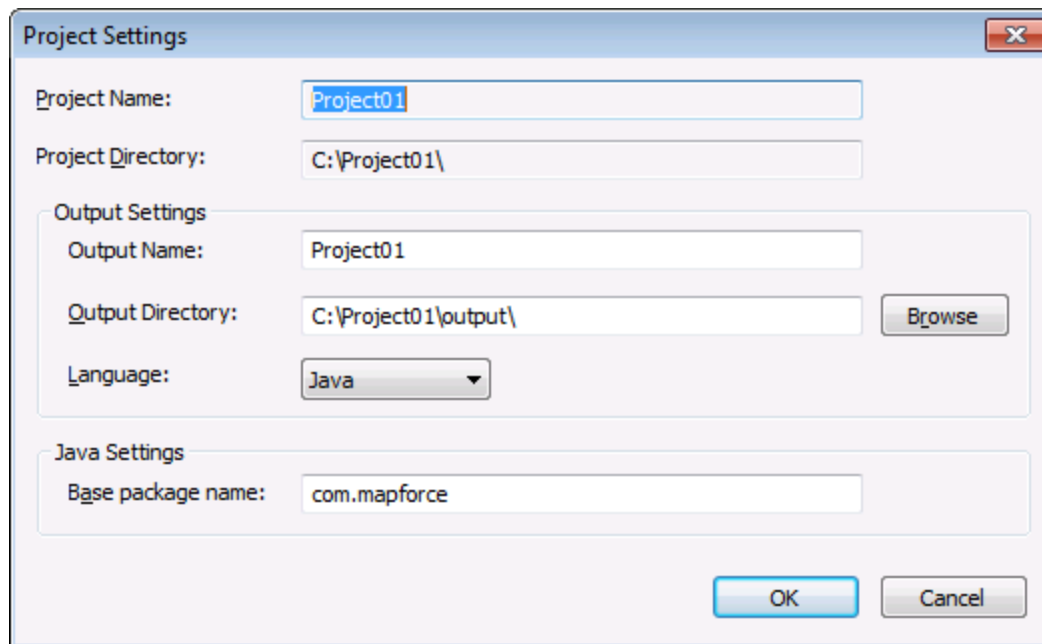 Project Settings
Project Name: Project01
Project Directory: C:\Project01\
Output Settings
Output Name: Project01
Output Directory: C:\Project01\output\ Browse
Language: Java
Java Settings
Base package name: com.mapforce
OK Cancel